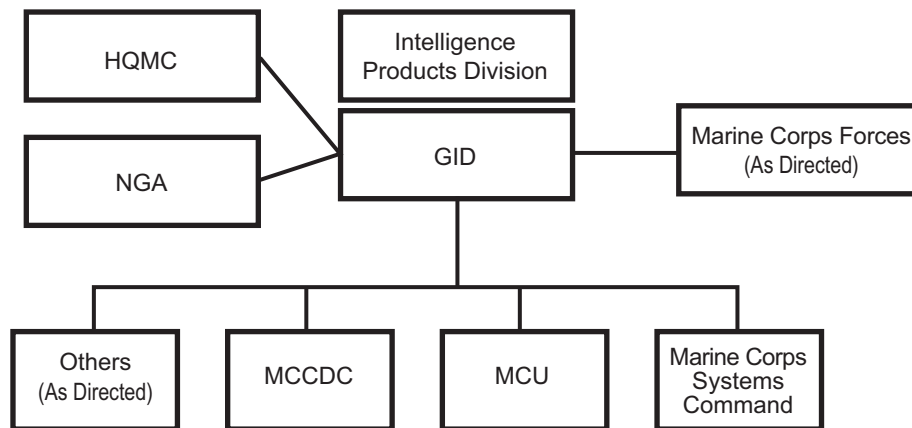 HQMC
Intelligence
Products Division
NGA
GID
Marine Corps Forces
(As Directed)
Others
(As Directed)
MCCDC
MCU
Marine Corps
Systems
Command